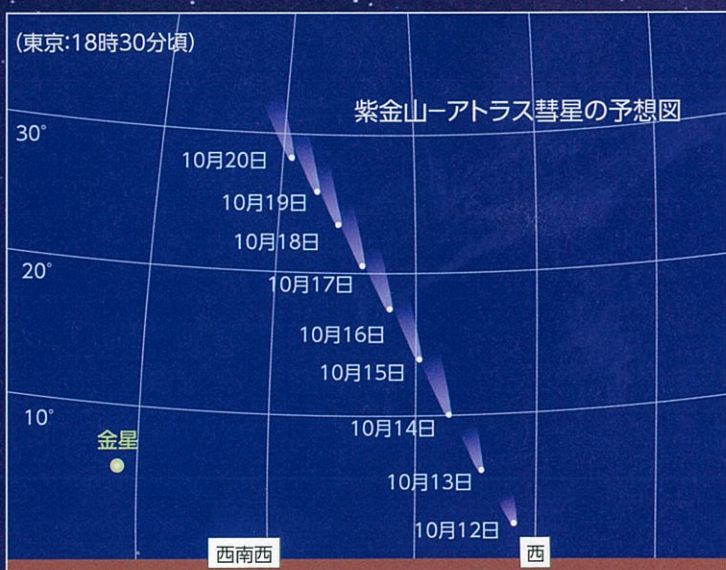 (東京:18時30分頃)
紫金山ーアトラス彗星の予想図
30°
10月20日
10月19日
10月18日
20°
10月17日
10月16日
10月15日
10°
10月14日
金星
10月13日
10月12日
西南西
西